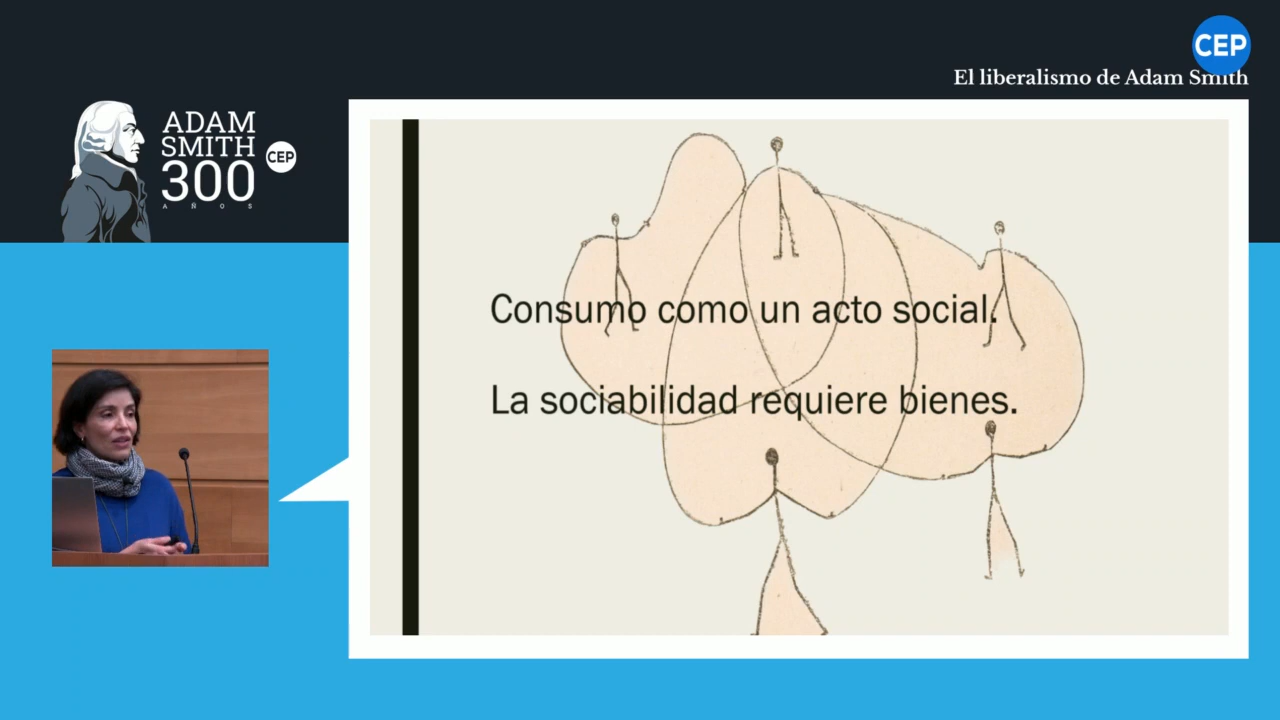 CEP
El liberalismo de Adam Smith
ADAM
SMITH
300
AÑOS
CEP
Consumo como un acto social.
La sociabilidad requiere bienes.